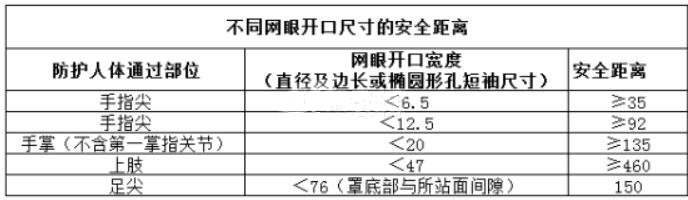 不同网眼开口尺寸的安全距离
防护人体通过部位 网眼开口宽度（直径及边长或椭圆形孔短袖尺寸） 安全距离
手指尖 <6.5 ≥35
手指尖 <12.5 ≥92
手掌（不含第一掌指关节） <20 ≥135
上肢 <47 ≥460
足尖 <76（罩底部与所站面间隙） 150